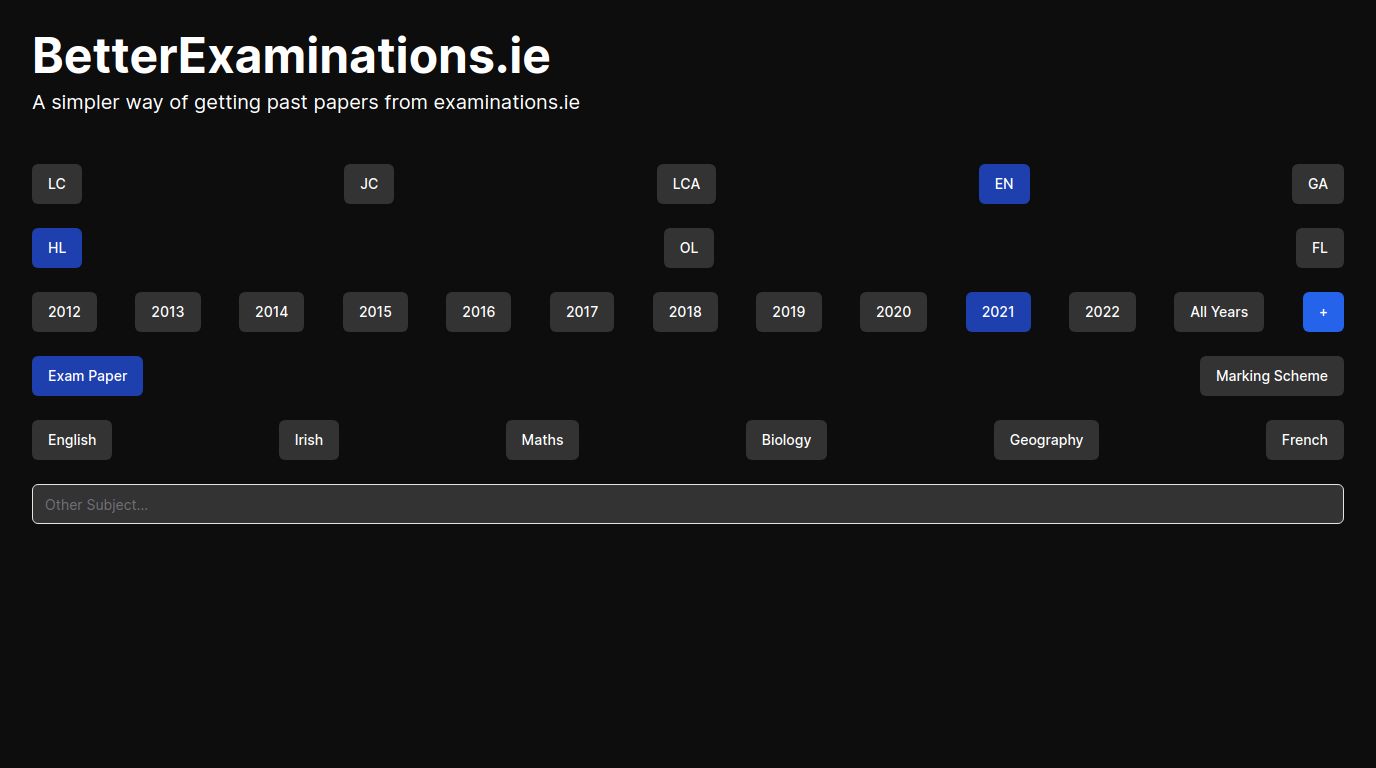 BetterExaminations.ie
A simpler way of getting past papers from examinations.ie
LC JC LCA EN GA
HL OL FL
2012 2013 2014 2015 2016 2017 2018 2019 2020 2021 2022 All Years +
Exam Paper Marking Scheme
English Irish Maths Biology Geography French
Other Subject...